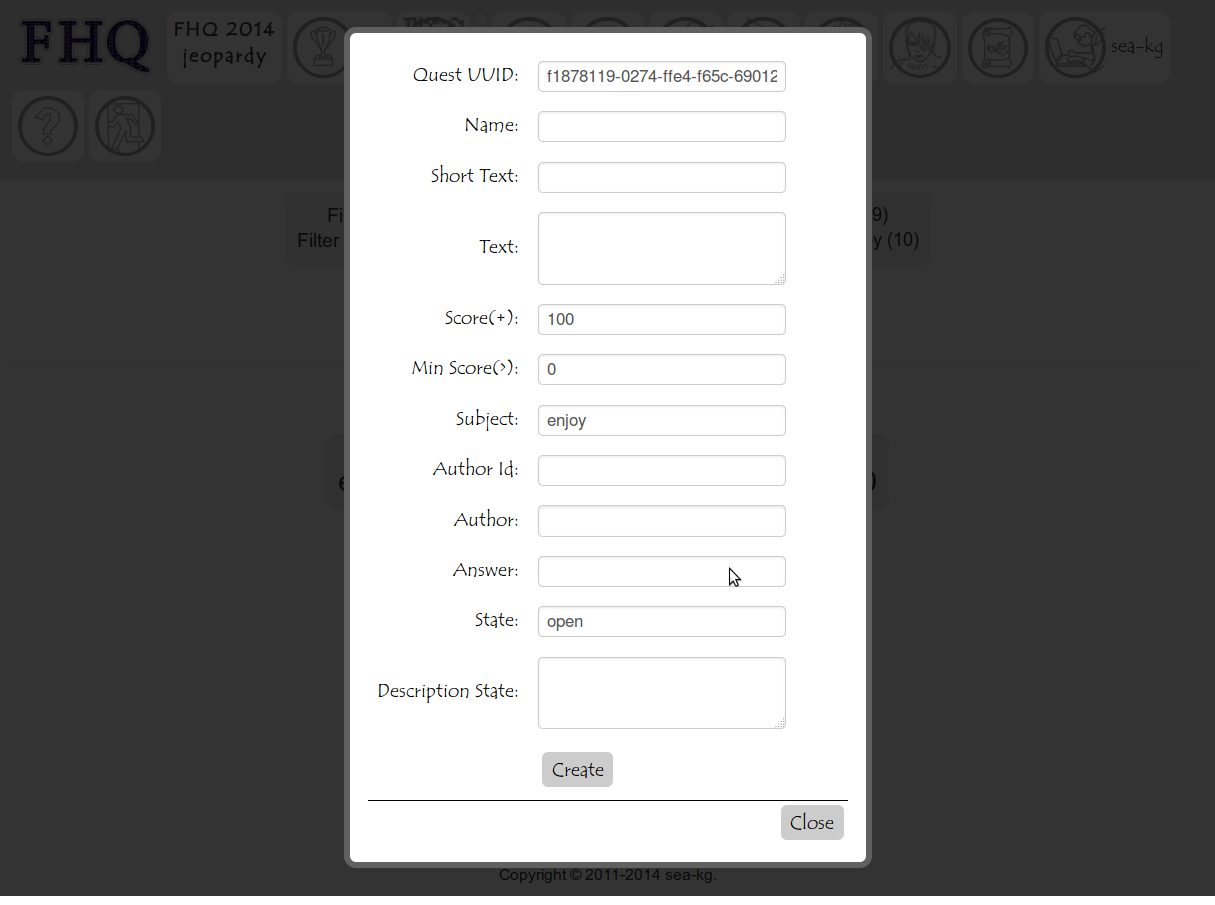 FHQ
FHQ 2014
jeopardy
sea-kg
Quest UUID: f1878119-0274-ffe4-f65c-69012
Name:
Short Text:
Fi
9)
Filter
y (10)
Text:
Score(+): 100
Min Score(>): 0
Subject: enjoy
Author Id:
Author:
Answer:
State: open
Description State:
Create
Close
Copyright © 2011-2014 sea-kg.